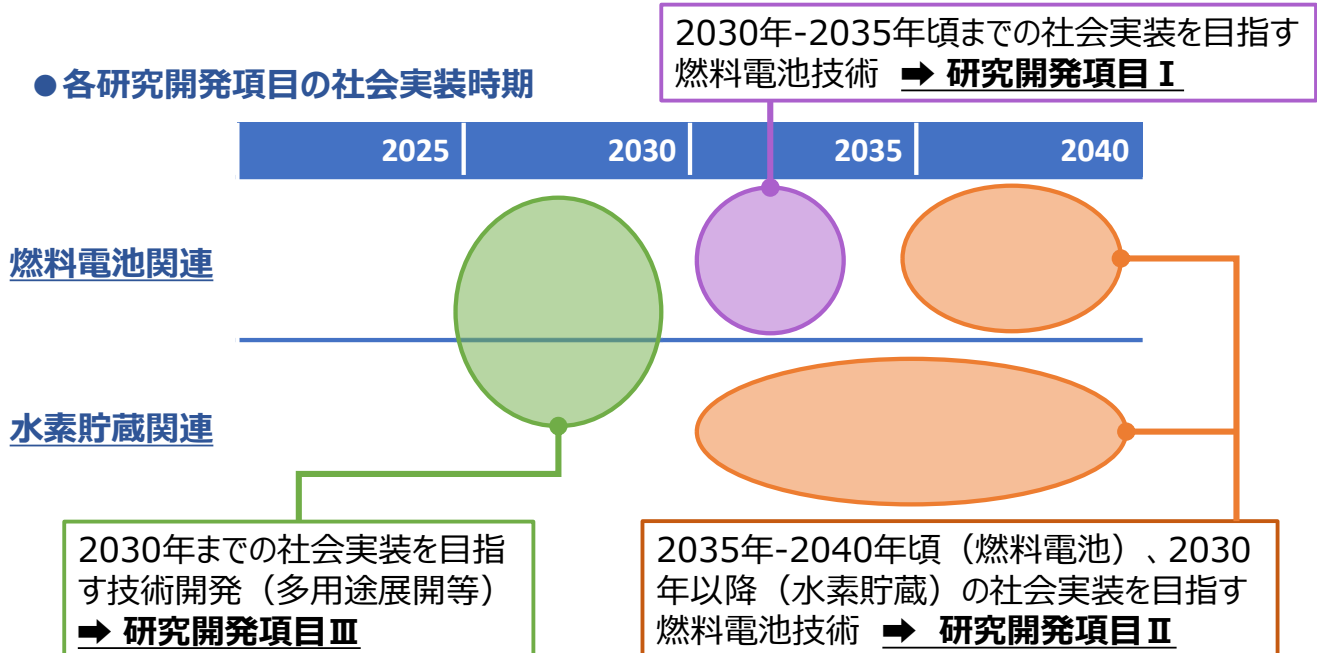 2030年-2035年頃までの社会実装を目指す
燃料電池技術 ➡ 研究開発項目Ⅰ
●各研究開発項目の社会実装時期
2025 2030 2035 2040
燃料電池関連
水素貯蔵関連
2030年までの社会実装を目指
す技術開発（多用途展開等）
➡ 研究開発項目Ⅲ
2035年-2040年頃（燃料電池）、2030
年以降（水素貯蔵）の社会実装を目指す
燃料電池技術 ➡ 研究開発項目Ⅱ